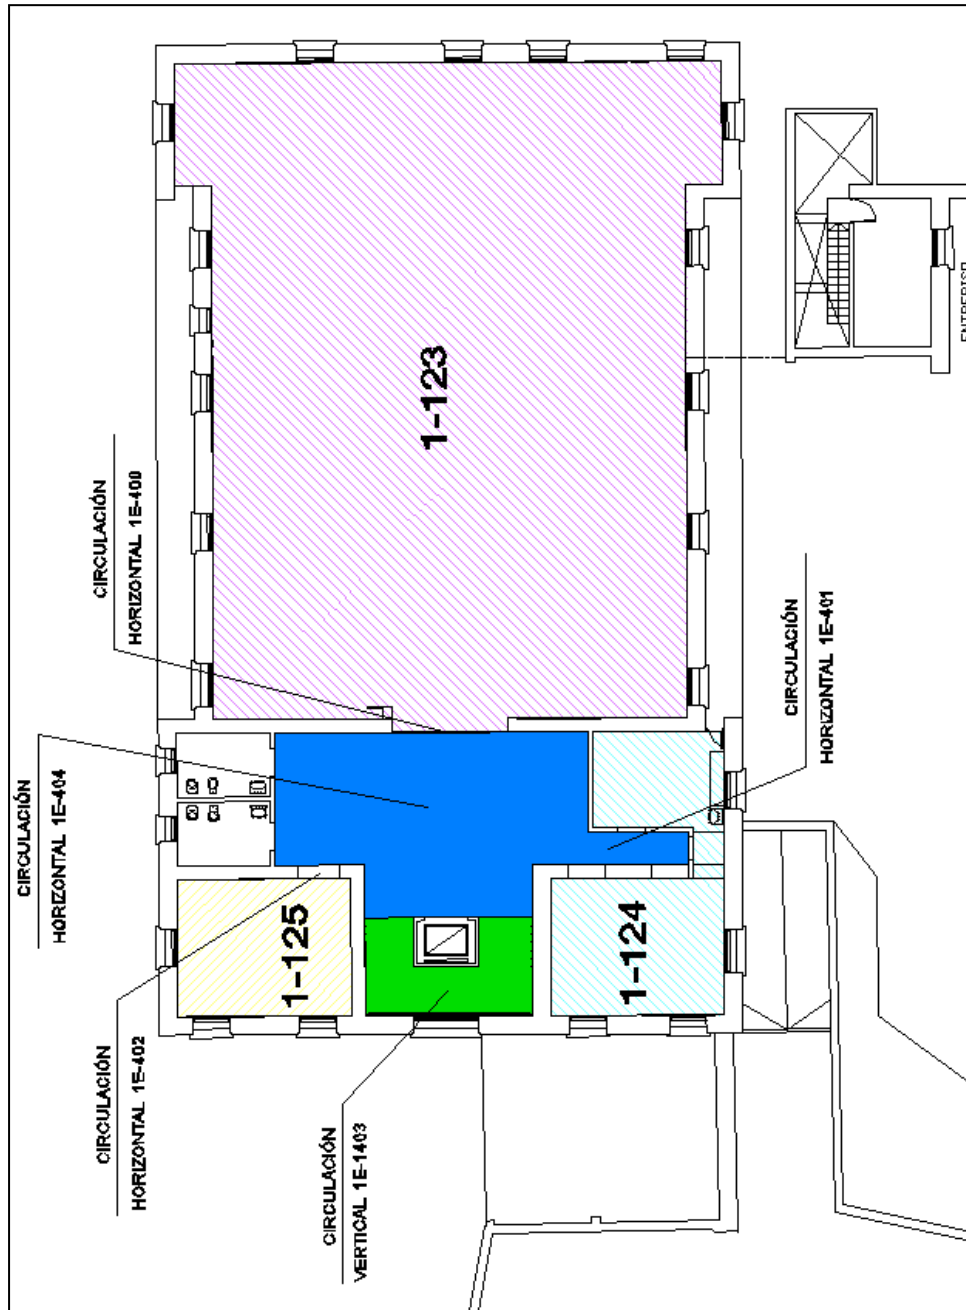 CIRCULACIÓN
HORIZONTAL 1E-404
CIRCULACIÓN
HORIZONTAL 1E-400
CIRCULACIÓN
HORIZONTAL 1E-402
CIRCULACIÓN
VERTICAL 1E-1403
1-123
1-125
1-124
CIRCULACIÓN
HORIZONTAL 1E-401
ENTREPISO